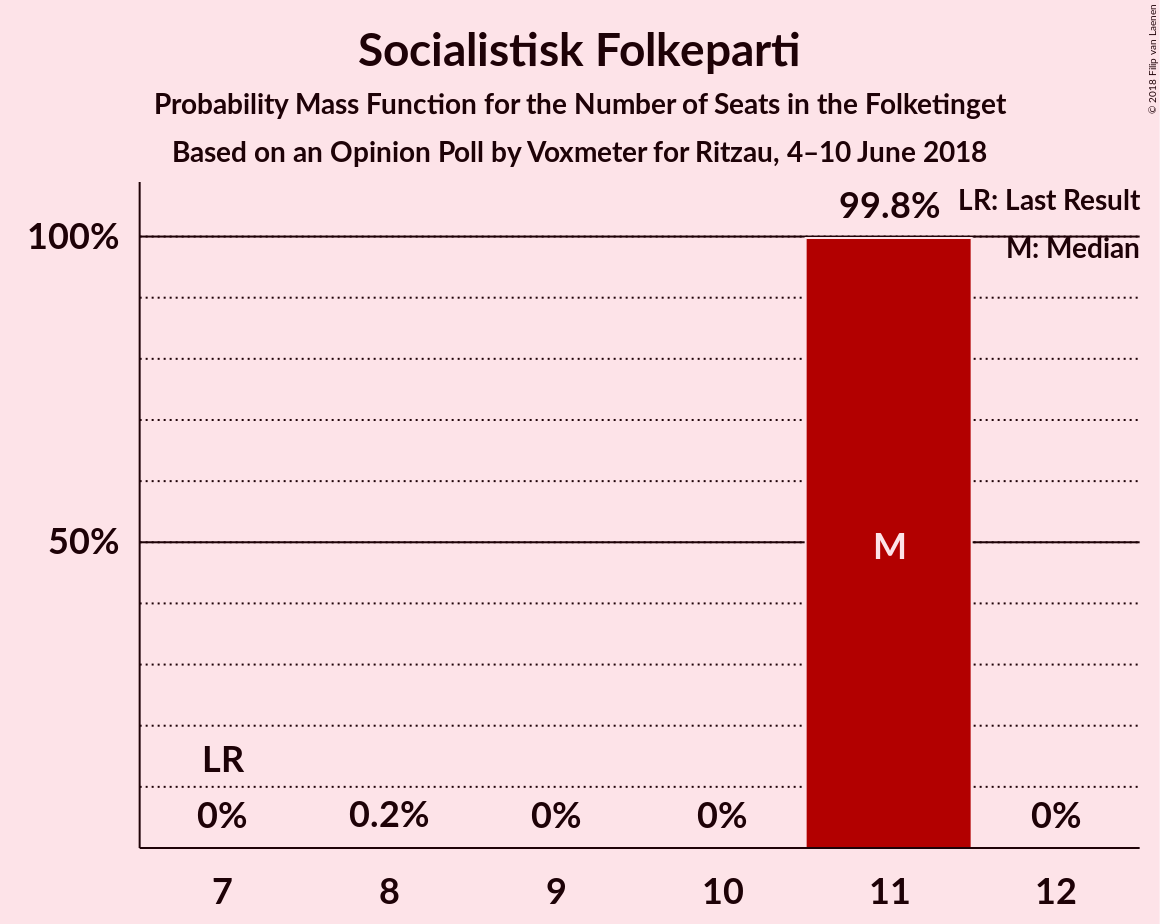 Socialistisk Folkeparti
Probability Mass Function for the Number of Seats in the Folketinget
Based on an Opinion Poll by Voxmeter for Ritzau, 4–10 June 2018
© 2018 Filip van Laenen
99.8%
LR: Last Result
M: Median
100%
50%
M
LR
0%
0.2%
0%
0%
0%
7
8
9
10
11
12